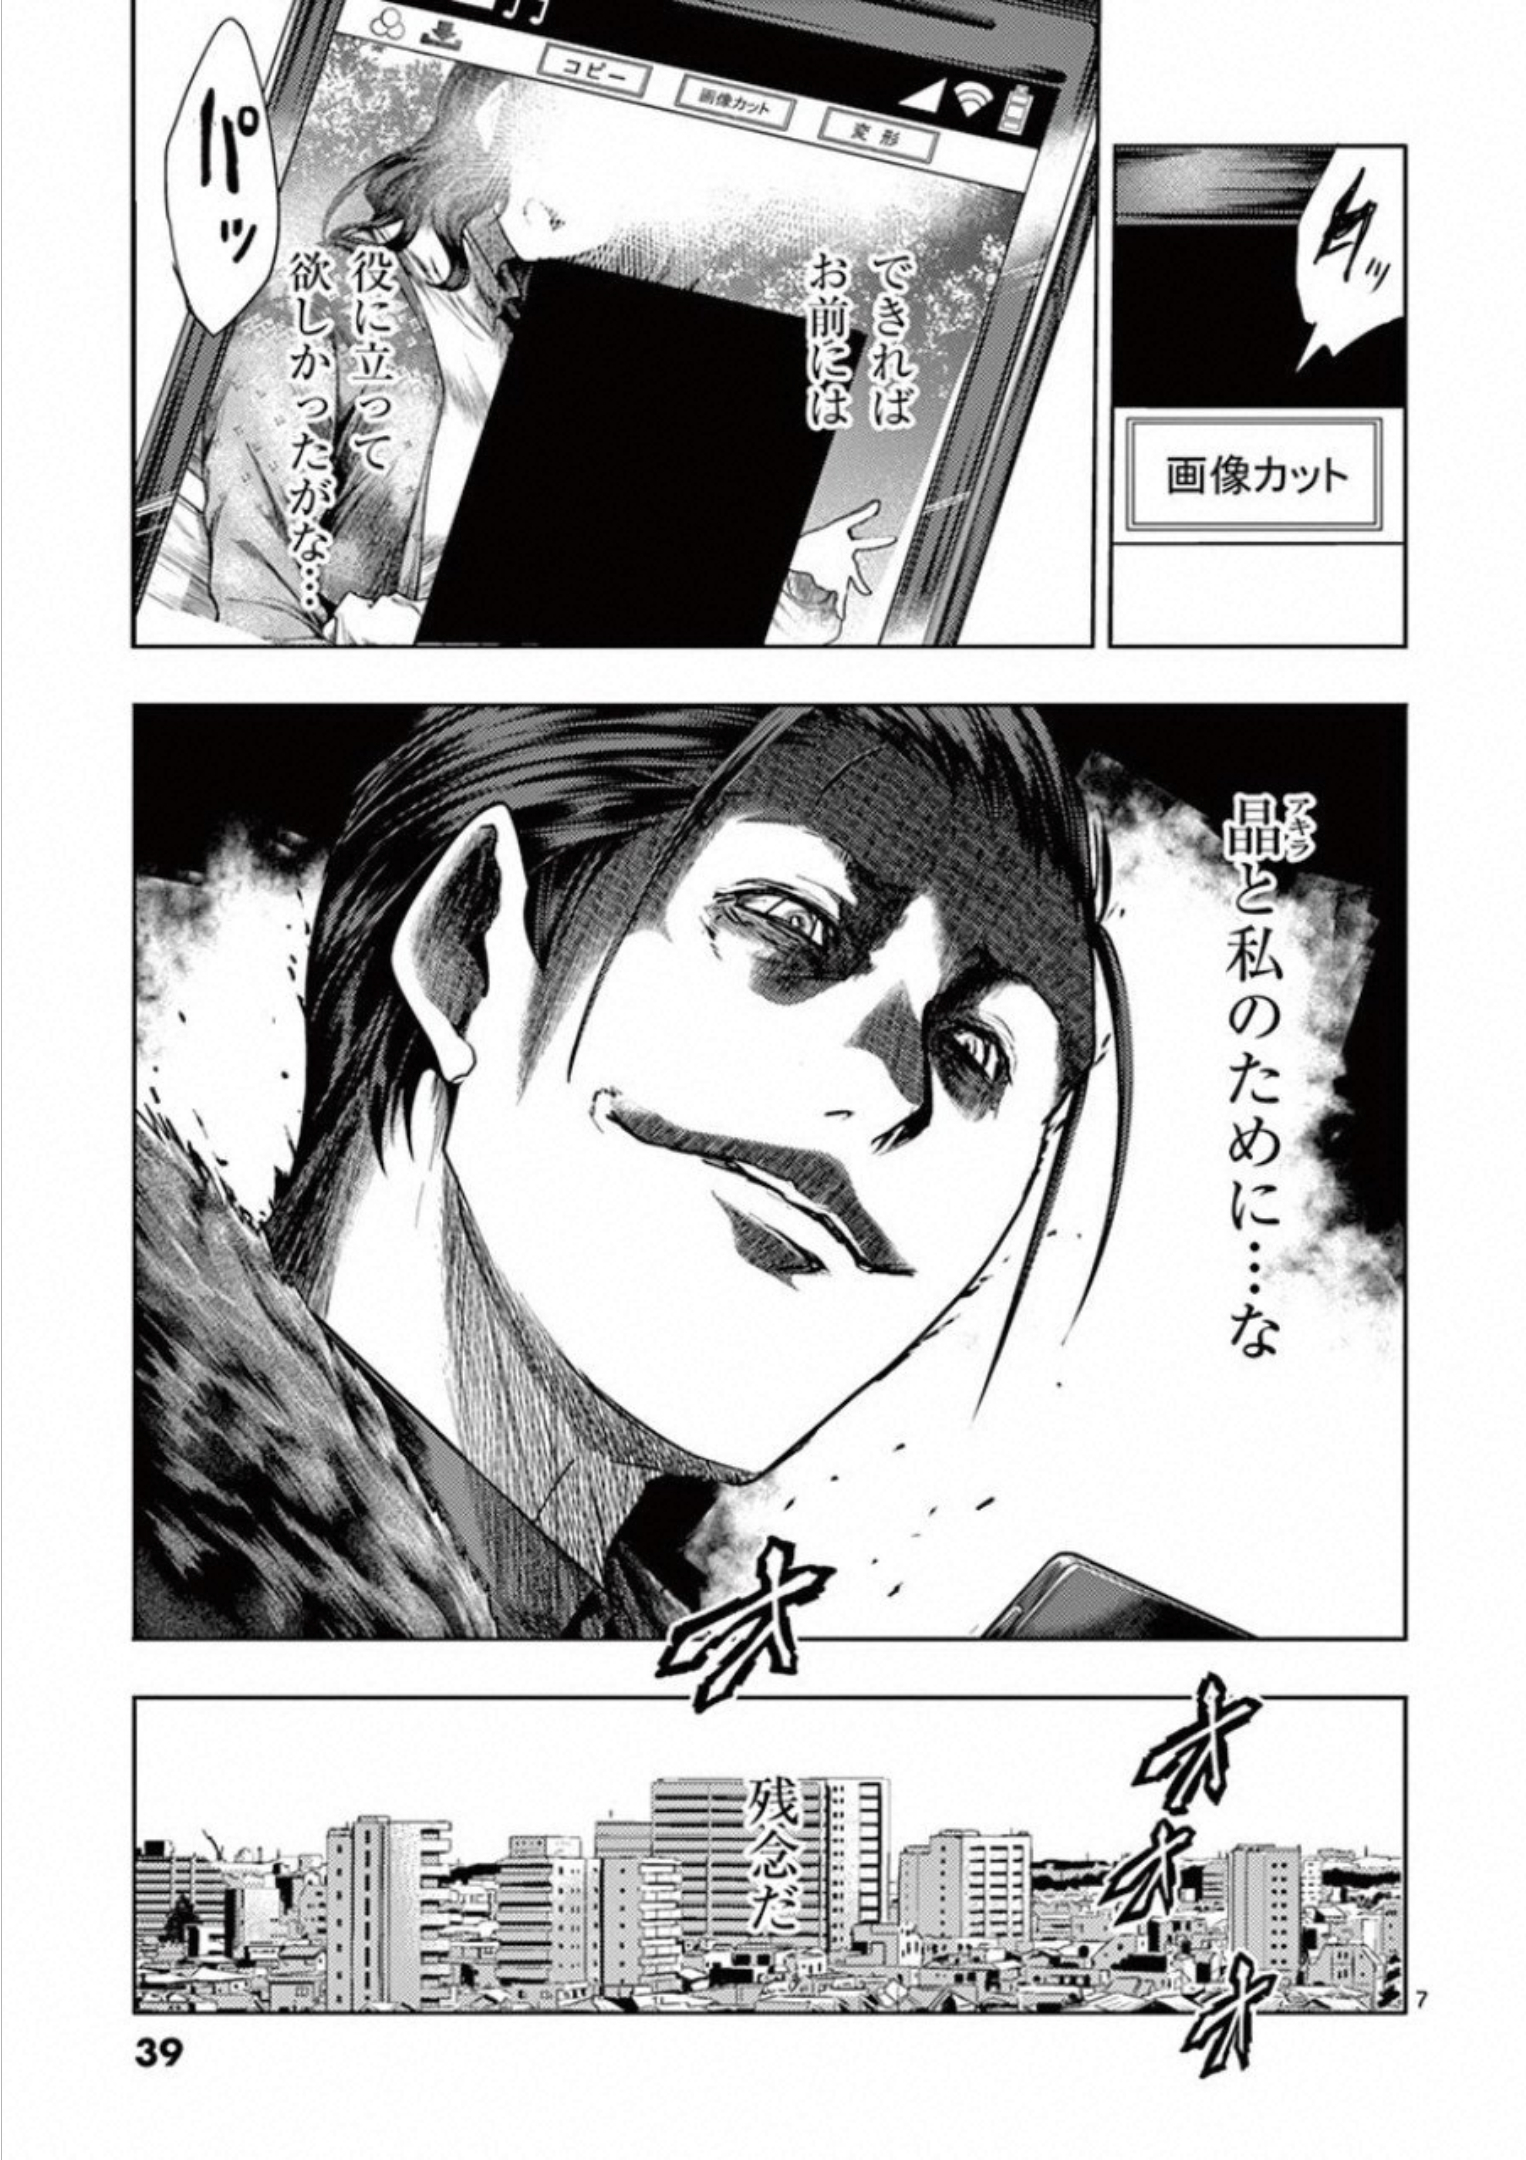 画像カット
パッ
コピー
画像カット
変形
できれば
お前には
役に立って
欲しかったがな…
晶と私のために…な
アキラ
オ
オ
オ
オ
残念だ
7
39